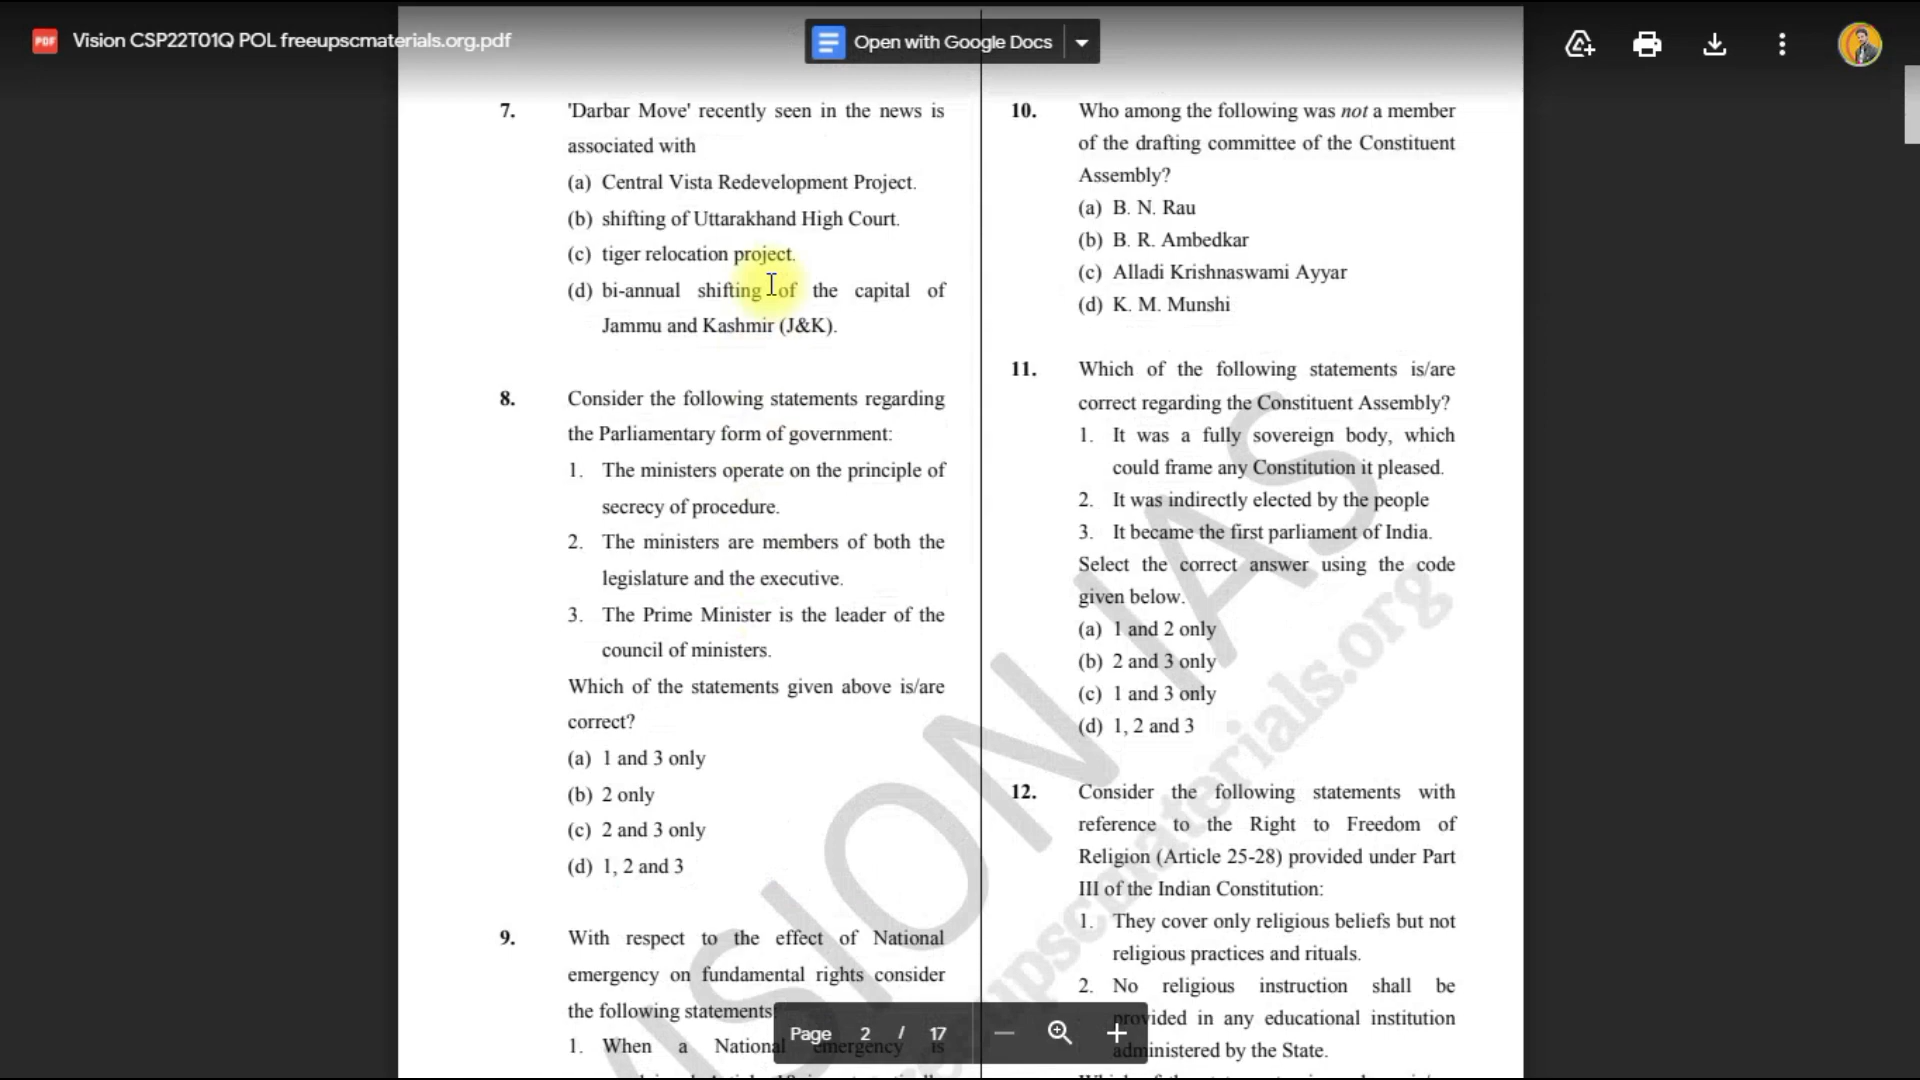 Vision CSP22T01Q POL freeupscmaterials.org.pdf
Open with Google Docs
7. 'Darbar Move' recently seen in the news is
associated with
(a) Central Vista Redevelopment Project.
(b) shifting of Uttarakhand High Court.
(c) tiger relocation project.
(d) bi-annual shifting of the capital of
Jammu and Kashmir (J&K).
8. Consider the following statements regarding
the Parliamentary form of government:
1. The ministers operate on the principle of
secrecy of procedure.
2. The ministers are members of both the
legislature and the executive.
3. The Prime Minister is the leader of the
council of ministers.
Which of the statements given above is/are
correct?
(a) 1 and 3 only
(b) 2 only
(c) 2 and 3 only
(d) 1, 2 and 3
9. With respect to the effect of National
emergency on fundamental rights consider
the following statements
1. When a National emergency is
10. Who among the following was not a member
of the drafting committee of the Constituent
Assembly?
(a) B. N. Rau
(b) B. R. Ambedkar
(c) Alladi Krishnaswami Ayyar
(d) K. M. Munshi
11. Which of the following statements is/are
correct regarding the Constituent Assembly?
1. It was a fully sovereign body, which
could frame any Constitution it pleased.
2. It was indirectly elected by the people
3. It became the first parliament of India.
Select the correct answer using the code
given below.
(a) 1 and 2 only
(b) 2 and 3 only
(c) 1 and 3 only
(d) 1, 2 and 3
12. Consider the following statements with
reference to the Right to Freedom of
Religion (Article 25-28) provided under Part
III of the Indian Constitution:
1. They cover only religious beliefs but not
religious practices and rituals.
2. No religious instruction shall be
provided in any educational institution
administered by the State.
Page 2 / 17
VISION IAS
freeupscmaterials.org